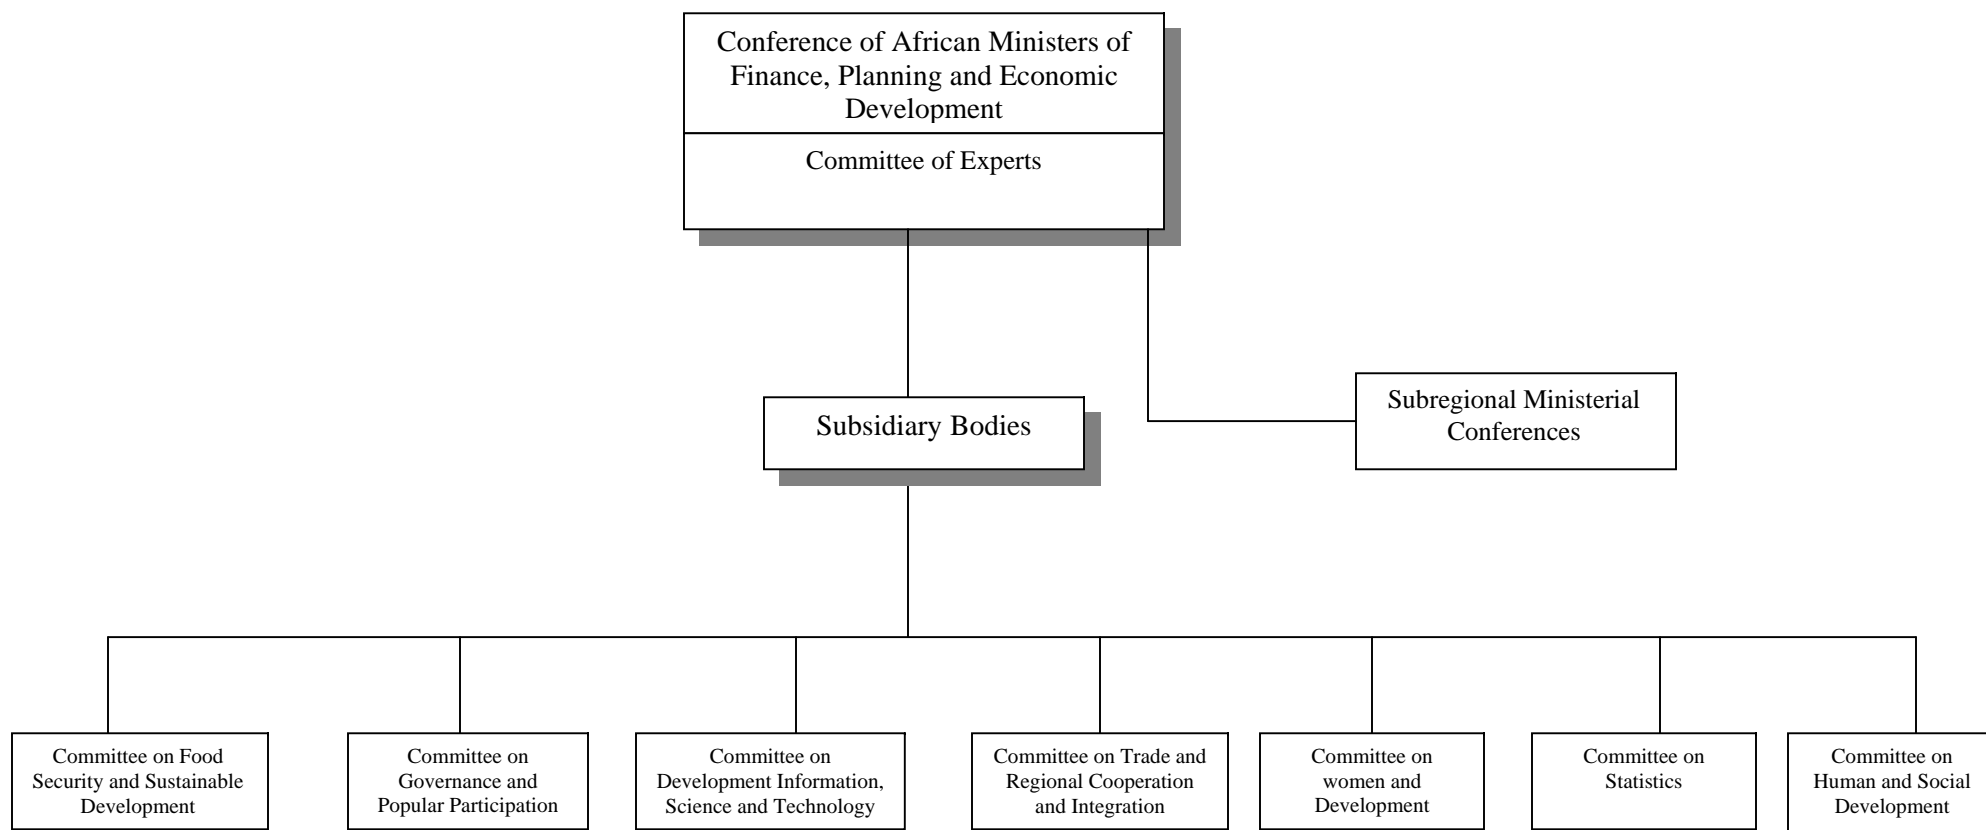 Conference of African Ministers of
Finance, Planning and Economic
Development
Committee of Experts
Subsidiary Bodies
Subregional Ministerial
Conferences
Committee on Food
Security and Sustainable
Development
Committee on
Governance and
Popular Participation
Committee on
Development Information,
Science and Technology
Committee on Trade and
Regional Cooperation
and Integration
Committee on
women and
Development
Committee on
Statistics
Committee on
Human and Social
Development